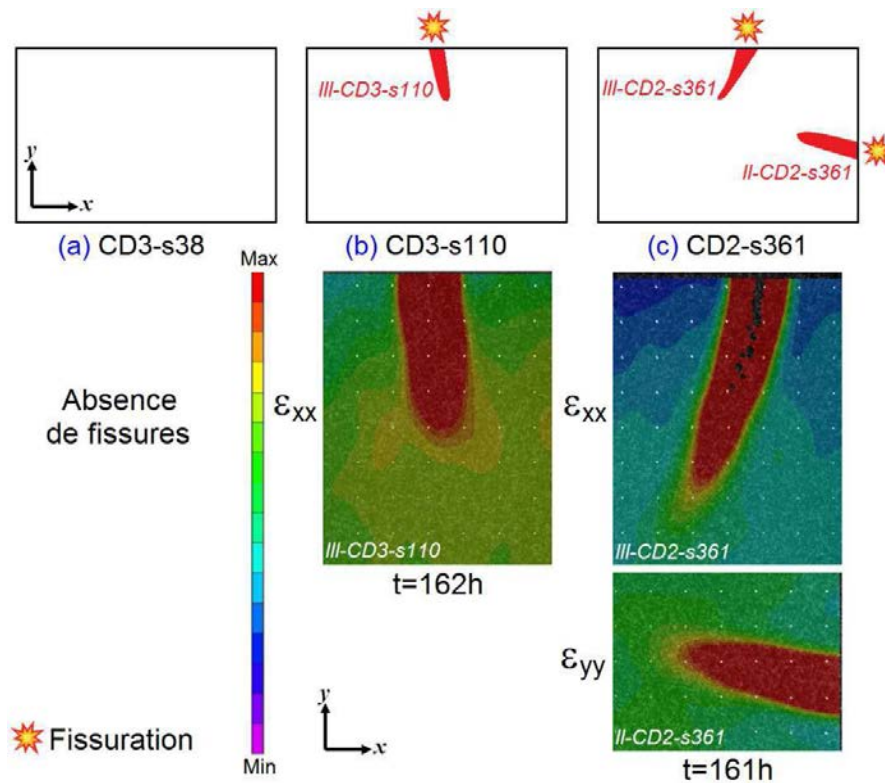 III-CD3-s110
III-CD2-s361
II-CD2-s361
y
x
(a) CD3-s38
(b) CD3-s110
(c) CD2-s361
Max
Absence
de fissures
εxx
III-CD3-s110
t=162h
εxx
III-CD2-s361
εyy
II-CD2-s361
t=161h
y
x
Fissuration
Min